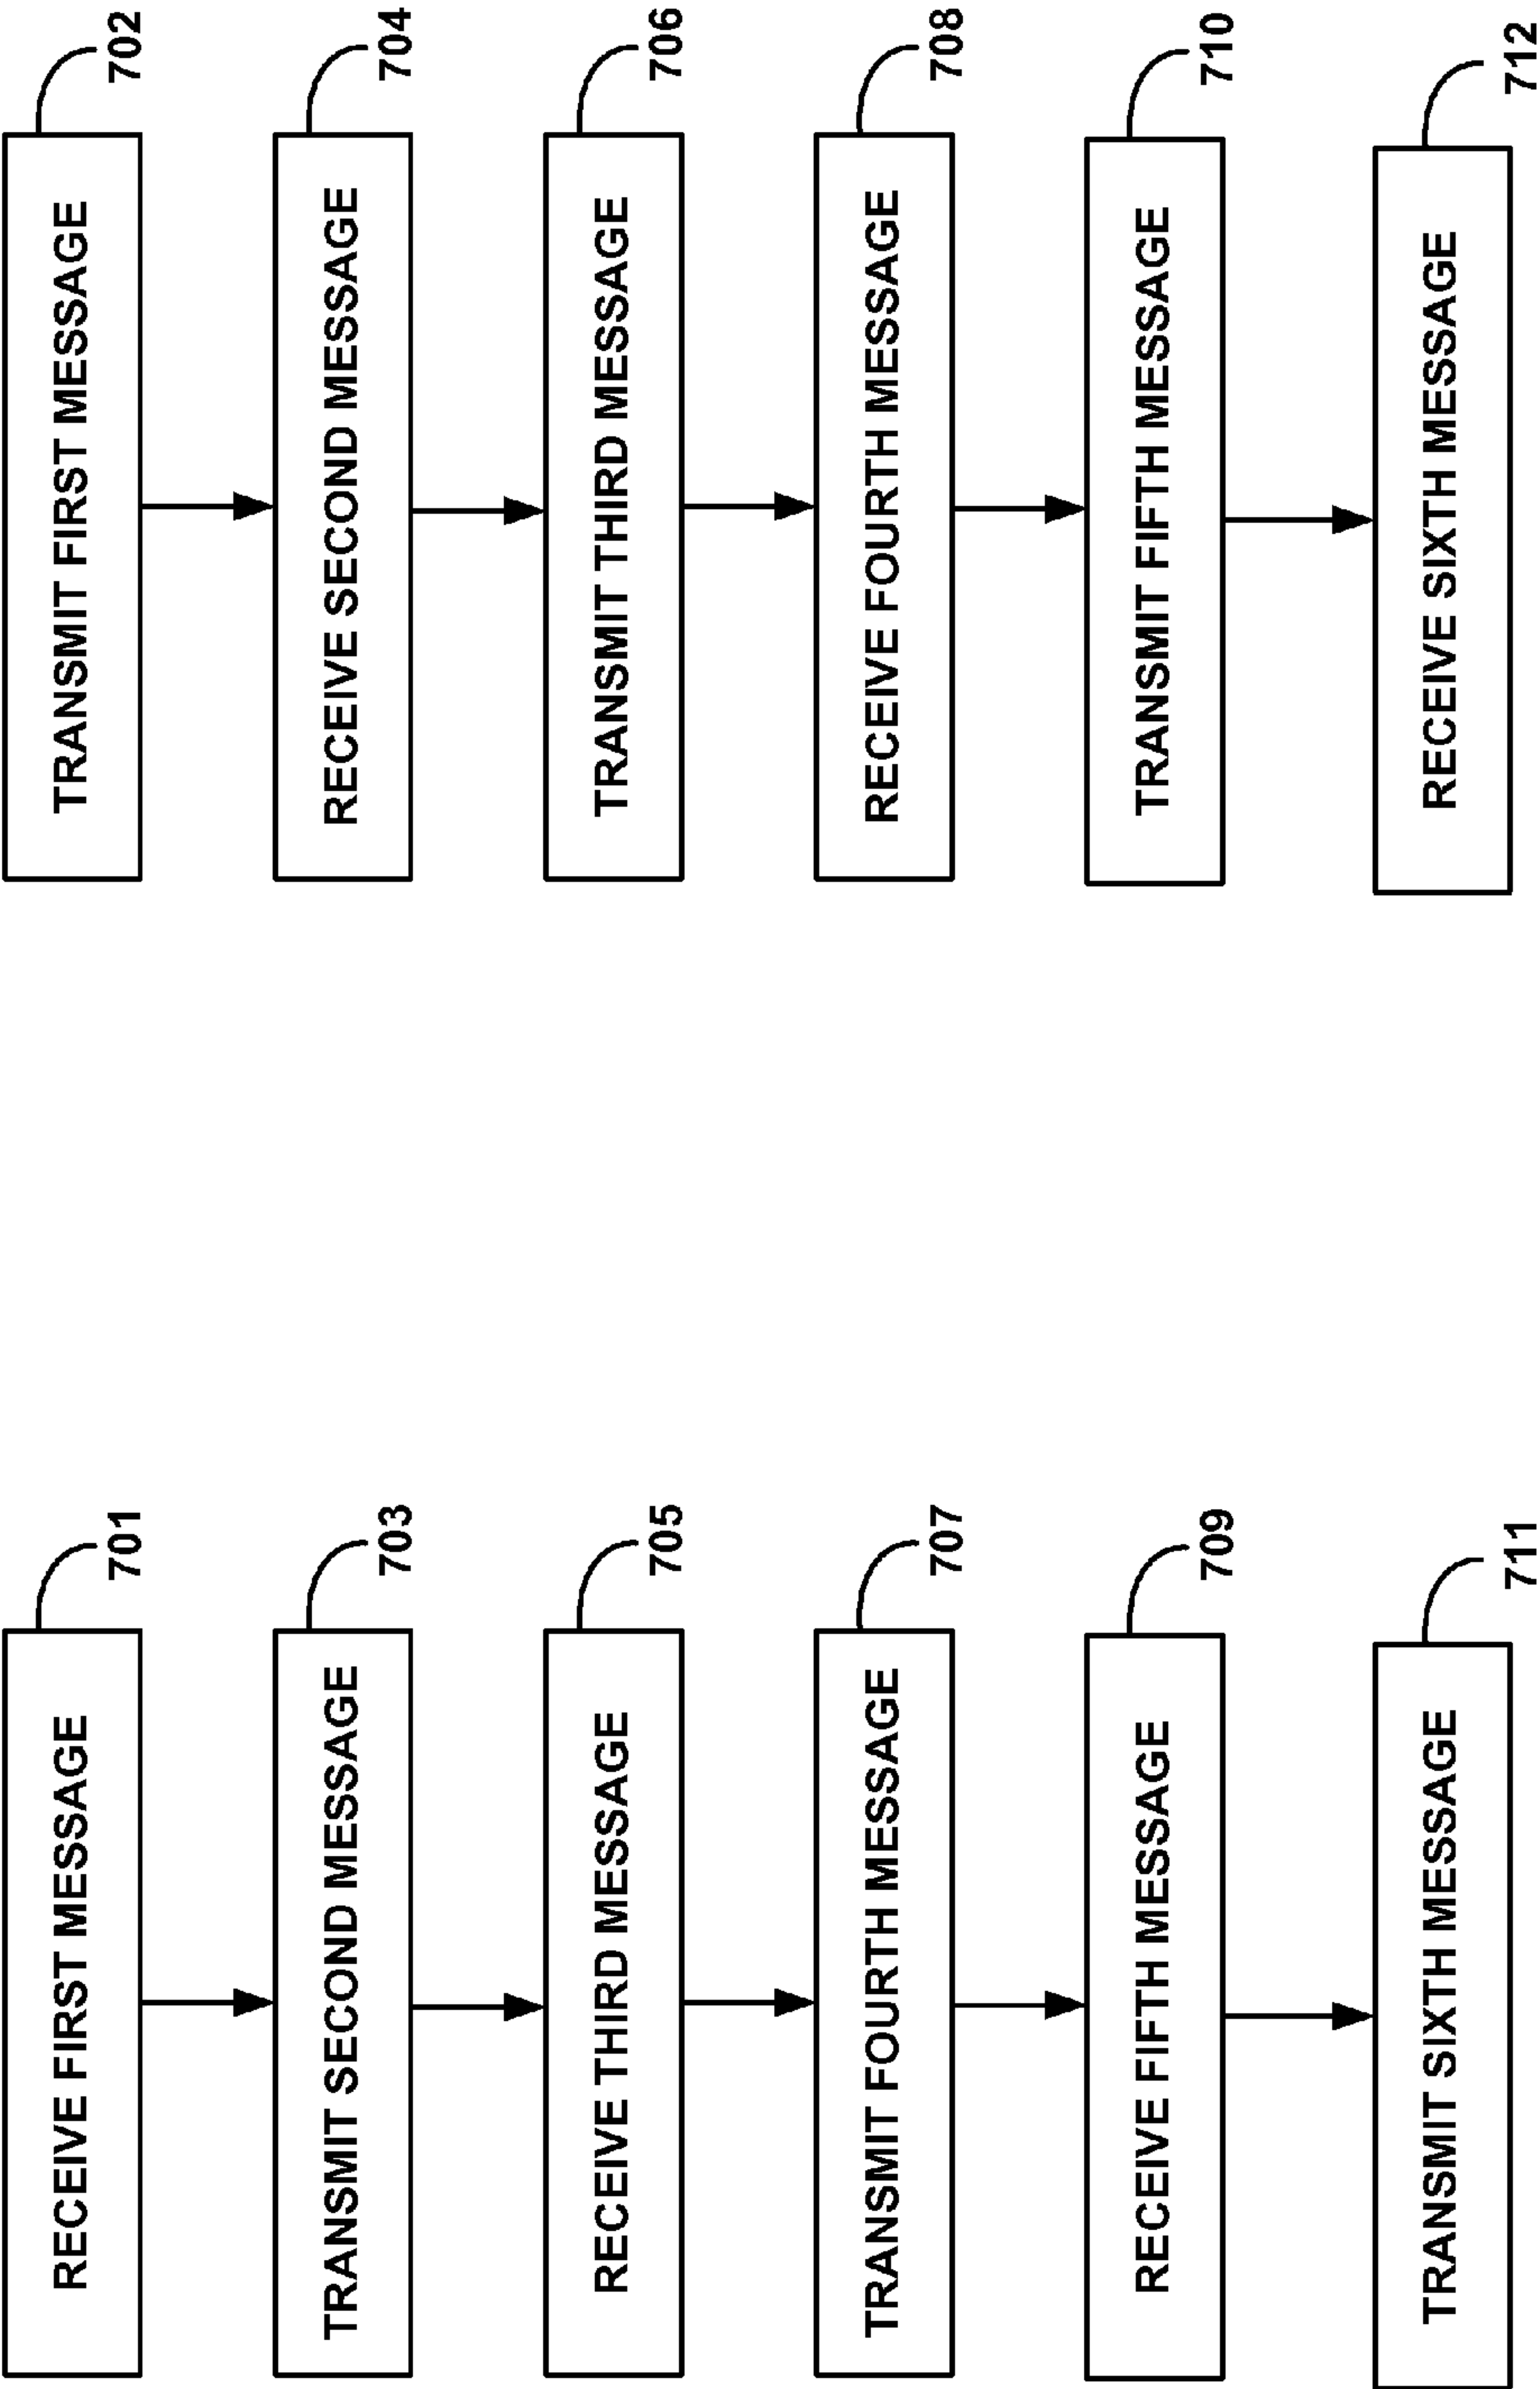 RECEIVE FIRST MESSAGE
701
TRANSMIT SECOND MESSAGE
703
RECEIVE THIRD MESSAGE
705
TRANSMIT FOURTH MESSAGE
707
RECEIVE FIFTH MESSAGE
709
TRANSMIT SIXTH MESSAGE
711
TRANSMIT FIRST MESSAGE
702
RECEIVE SECOND MESSAGE
704
TRANSMIT THIRD MESSAGE
706
RECEIVE FOURTH MESSAGE
708
TRANSMIT FIFTH MESSAGE
710
RECEIVE SIXTH MESSAGE
712